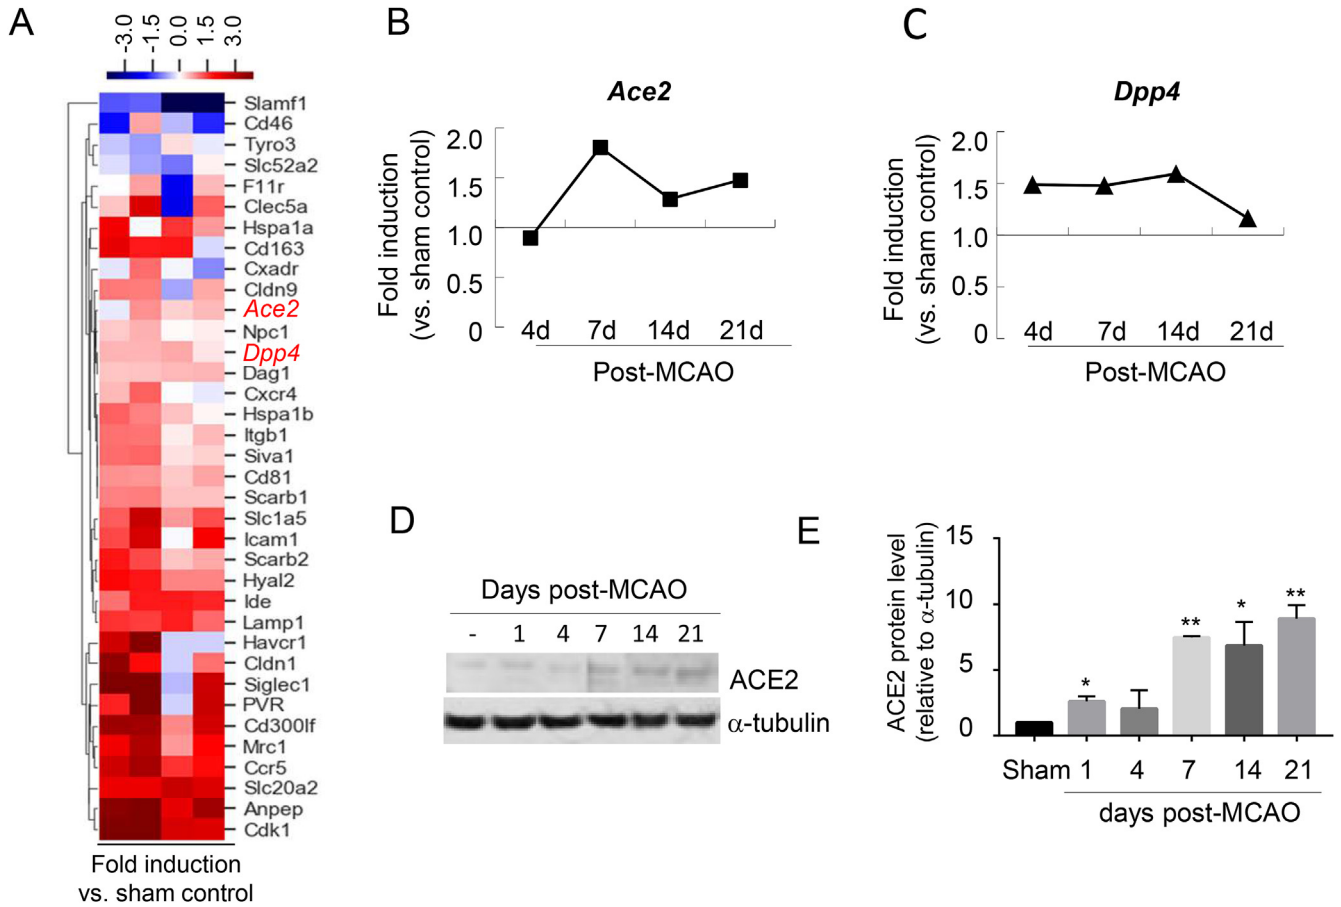 A
-3.0
-1.5
0.0
1.5
3.0
Slamf1
Cd46
Tyro3
Slc52a2
F11r
Clec5a
Hspa1a
Cd163
Cxadr
Cldn9
Ace2
Npc1
Dpp4
Dag1
Cxcr4
Hspa1b
Itgb1
Siva1
Cd81
Scarb1
Slc1a5
Icam1
Scarb2
Hyal2
Ide
Lamp1
Havcr1
Cldn1
Siglec1
PVR
Cd300lf
Mrc1
Ccr5
Slc20a2
Anpep
Cdk1
Fold induction
vs. sham control
B
Ace2
Fold induction
(vs. sham control)
2.0
1.5
1.0
0.5
0
4d 7d 14d 21d
Post-MCAO
C
Dpp4
Fold induction
(vs. sham control)
2.0
1.5
1.0
0.5
0
4d 7d 14d 21d
Post-MCAO
D
Days post-MCAO
- 1 4 7 14 21
ACE2
α-tubulin
E
ACE2 protein level
(relative to α-tubulin)
15
10
5
0
* ** * **
Sham 1 4 7 14 21
days post-MCAO